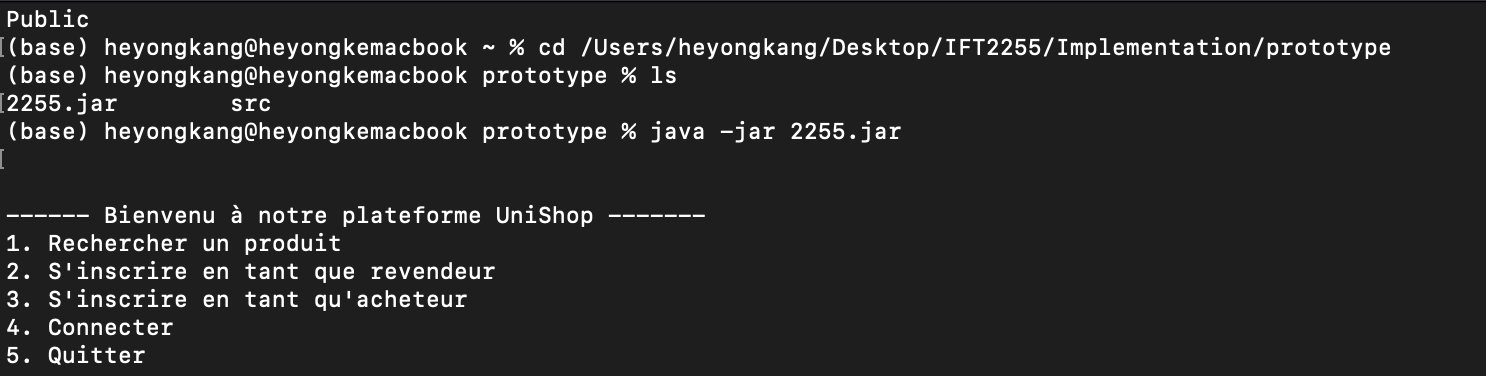 Public
(base) heyongkang@heyongkemacbook ~ % cd /Users/heyongkang/Desktop/IFT2255/Implementation/prototype
(base) heyongkang@heyongkemacbook prototype % ls
2255.jar        src
(base) heyongkang@heyongkemacbook prototype % java -jar 2255.jar
------ Bienvenu à notre plateforme UniShop -------
1. Rechercher un produit
2. S'inscrire en tant que revendeur
3. S'inscrire en tant qu'acheteur
4. Connecter
5. Quitter